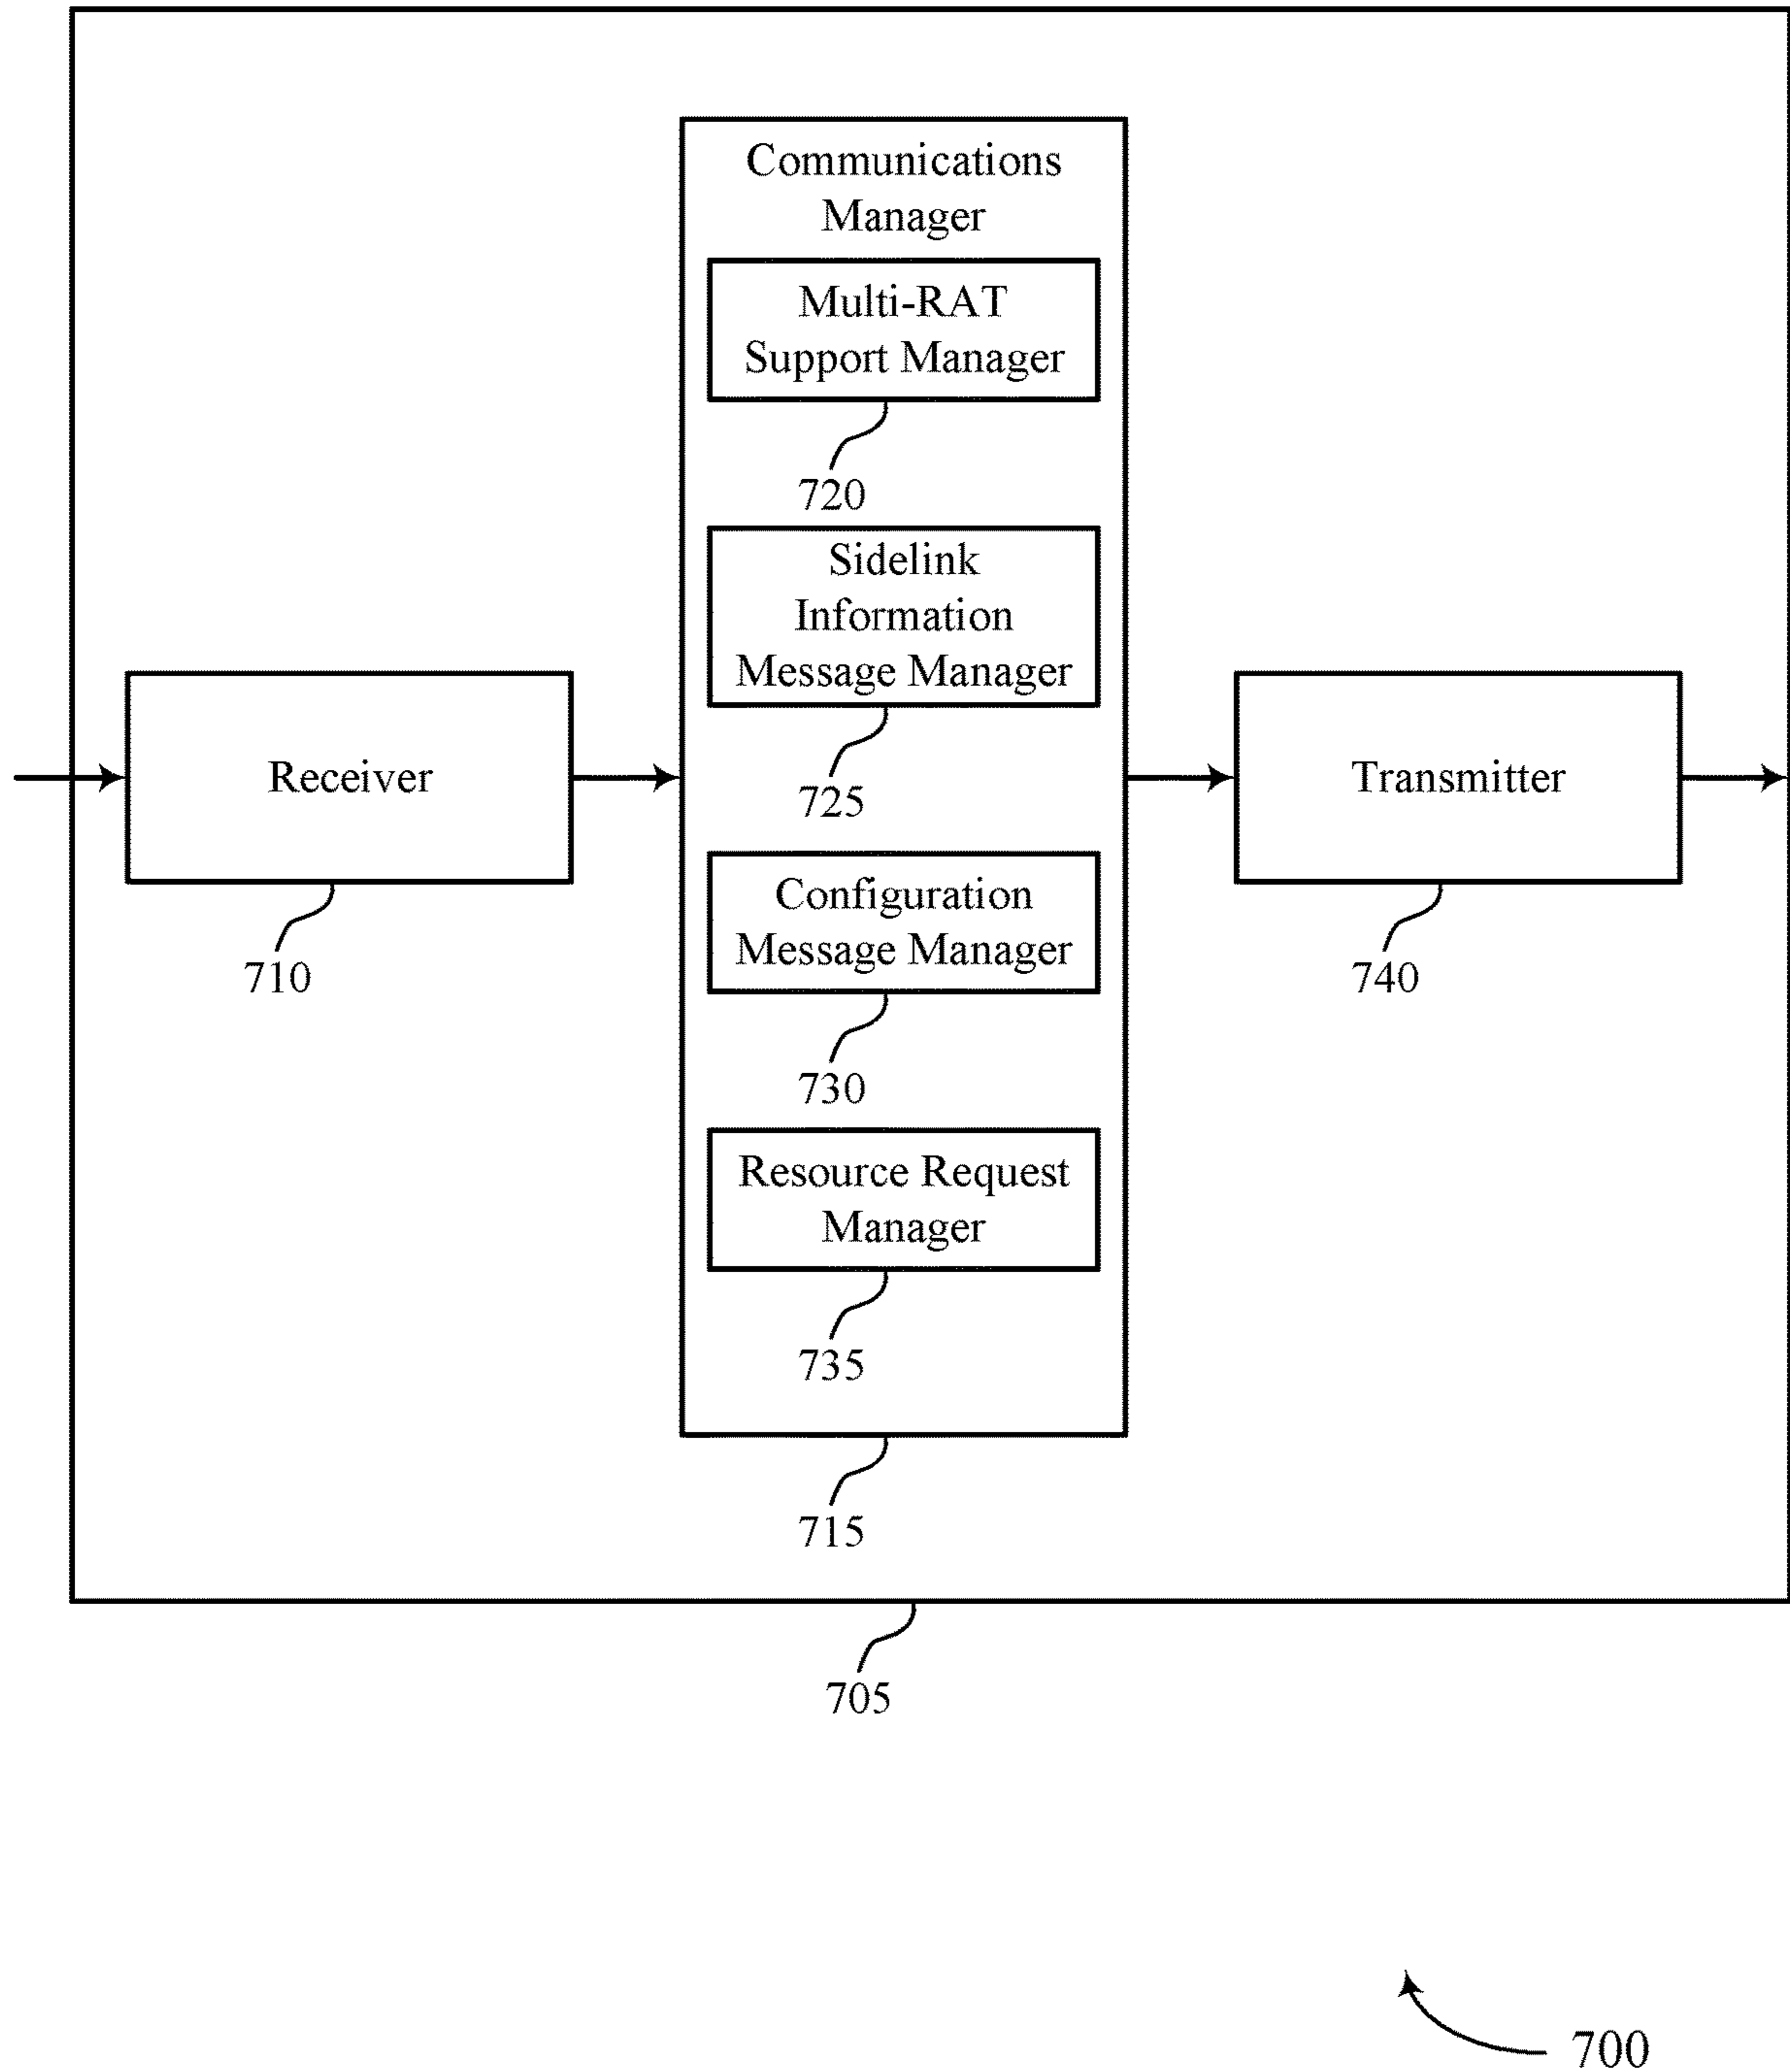 Communications
Manager
Multi-RAT
Support Manager
720
Sidelink
Information
Message Manager
725
Receiver
710
Transmitter
740
Configuration
Message Manager
730
Resource Request
Manager
735
715
705
700